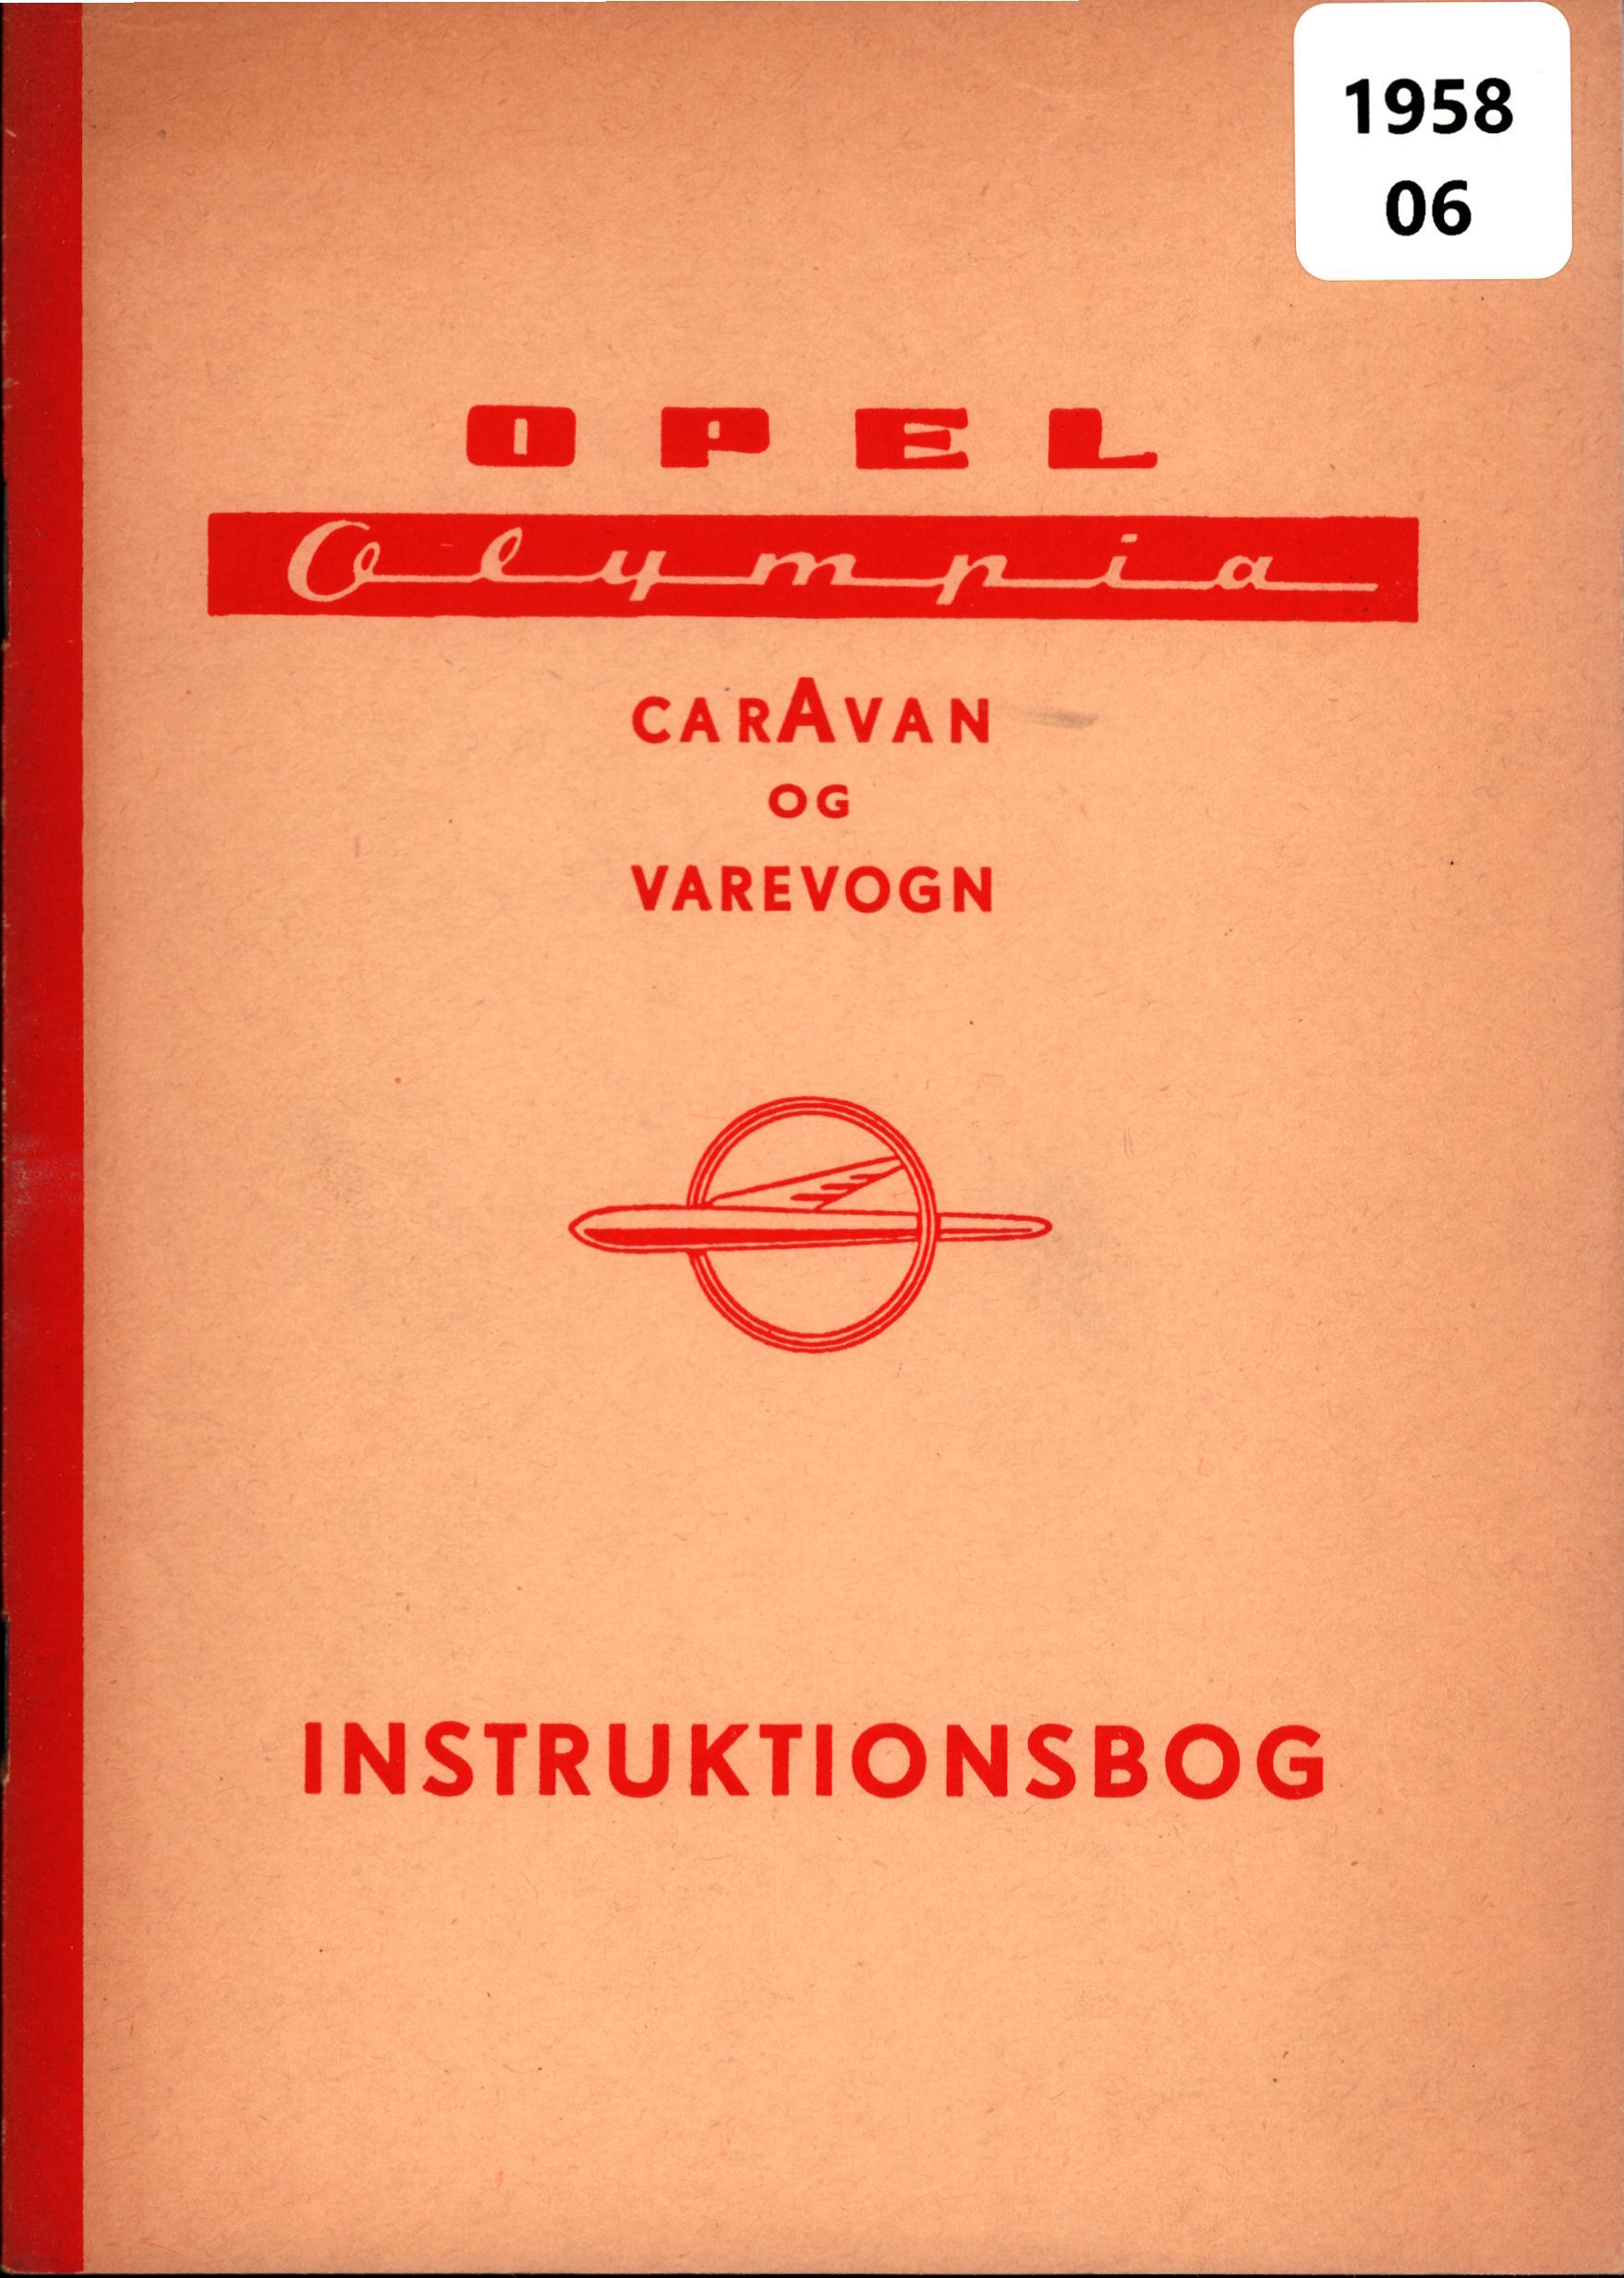 1958
06
OPEL
Olympia
CARAVAN
OG
VAREVOGN
INSTRUKTIONSBOG